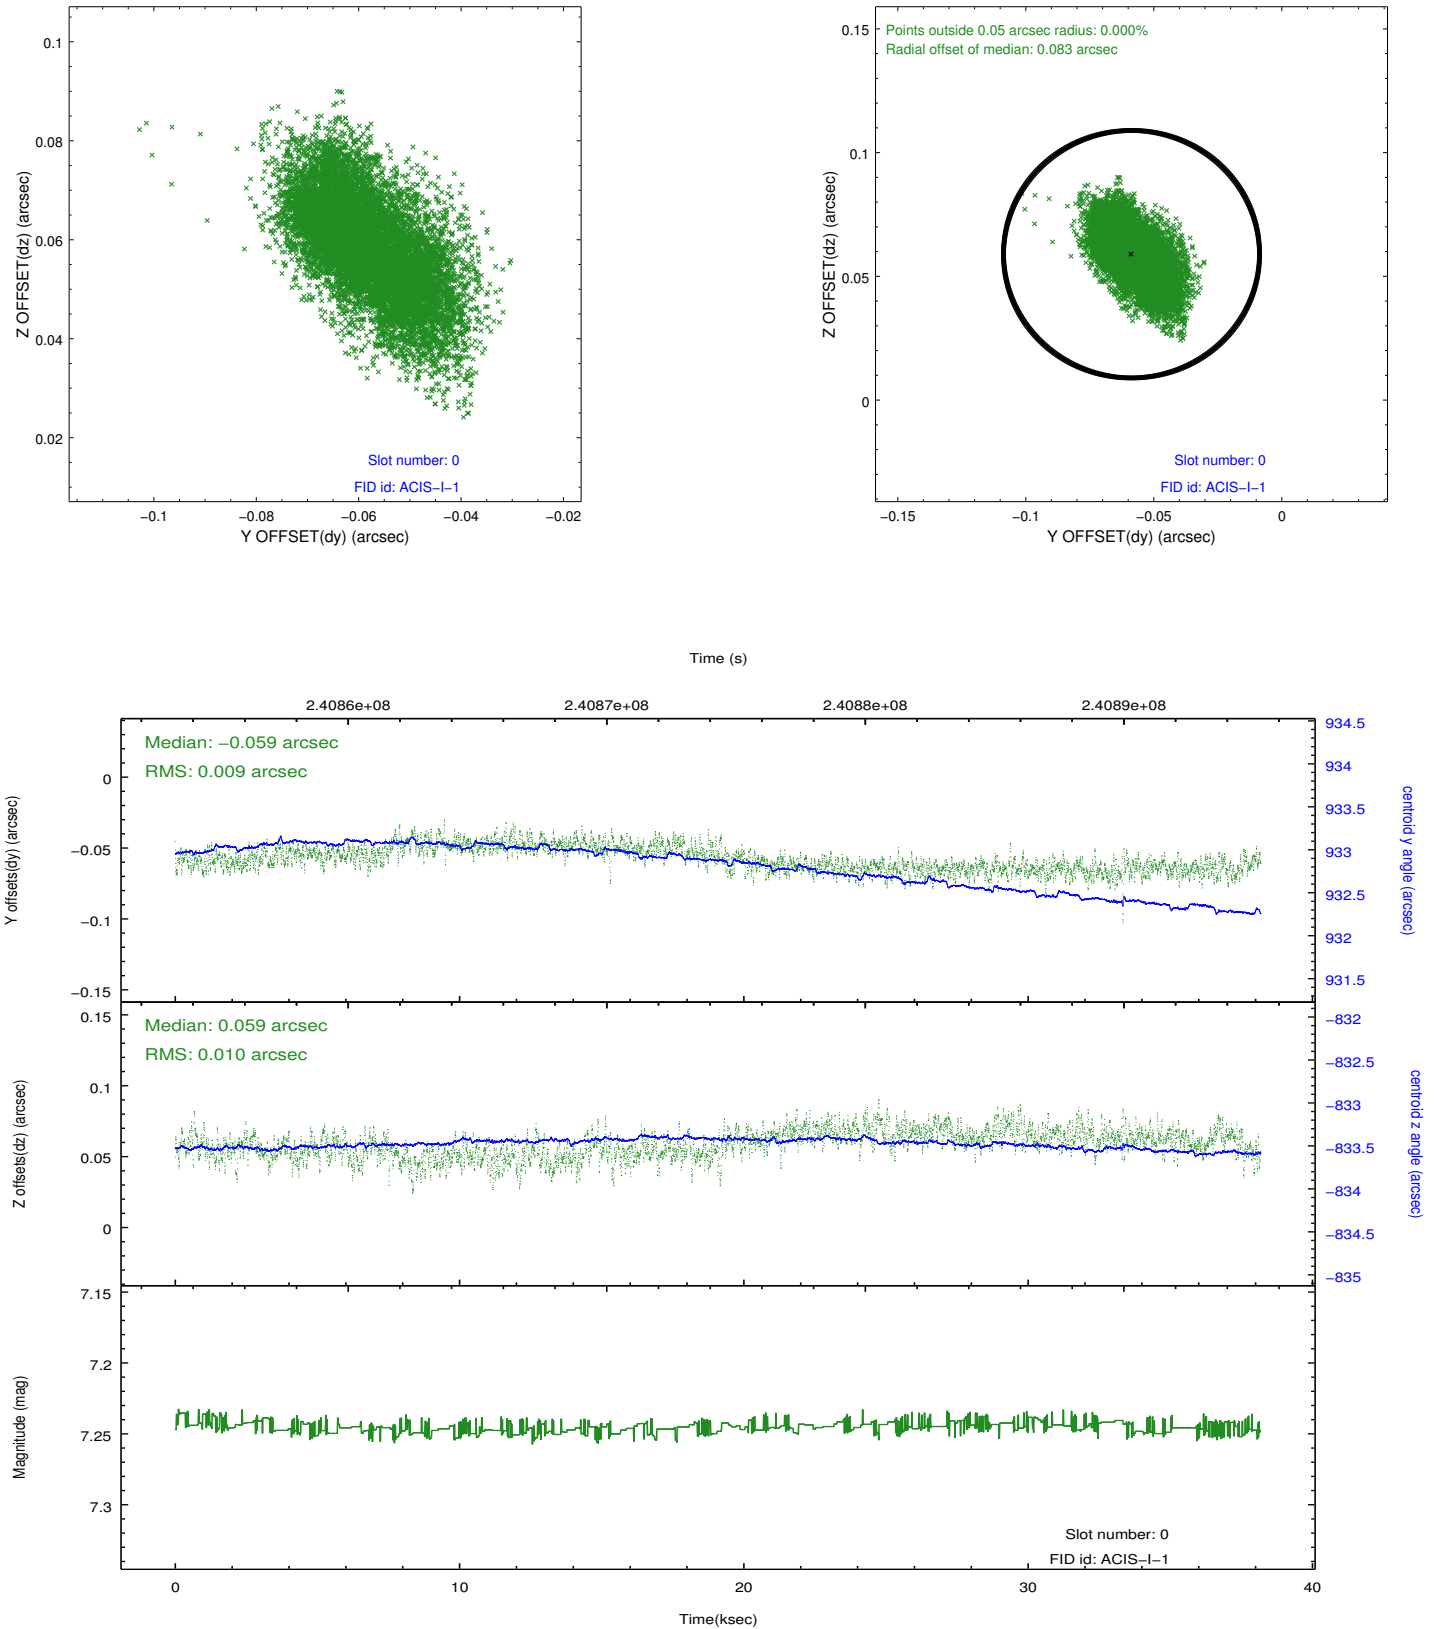 0.1
0.08
0.06
0.04
0.02
Z OFFSET(dz) (arcsec)
Slot number: 0
FID id: ACIS−I−1
−0.1
−0.08
−0.06
−0.04
−0.02
Y OFFSET(dy) (arcsec)
Points outside 0.05 arcsec radius: 0.000%
Radial offset of median: 0.083 arcsec
0.15
0.1
0.05
0
Z OFFSET(dz) (arcsec)
Slot number: 0
FID id: ACIS−I−1
−0.15
−0.1
−0.05
0
Y OFFSET(dy) (arcsec)
Time (s)
2.4086e+08
2.4087e+08
2.4088e+08
2.4089e+08
Median: −0.059 arcsec
RMS: 0.009 arcsec
0
−0.05
−0.1
−0.15
Y offsets(dy) (arcsec)
934.5
934
933.5
933
932.5
932
931.5
centroid y angle (arcsec)
Median: 0.059 arcsec
RMS: 0.010 arcsec
0.15
0.1
0.05
0
Z offsets(dz) (arcsec)
−832
−832.5
−833
−833.5
−834
−834.5
−835
centroid z angle (arcsec)
7.15
7.2
7.25
7.3
Magnitude (mag)
Slot number: 0
FID id: ACIS−I−1
0
10
20
30
40
Time(ksec)